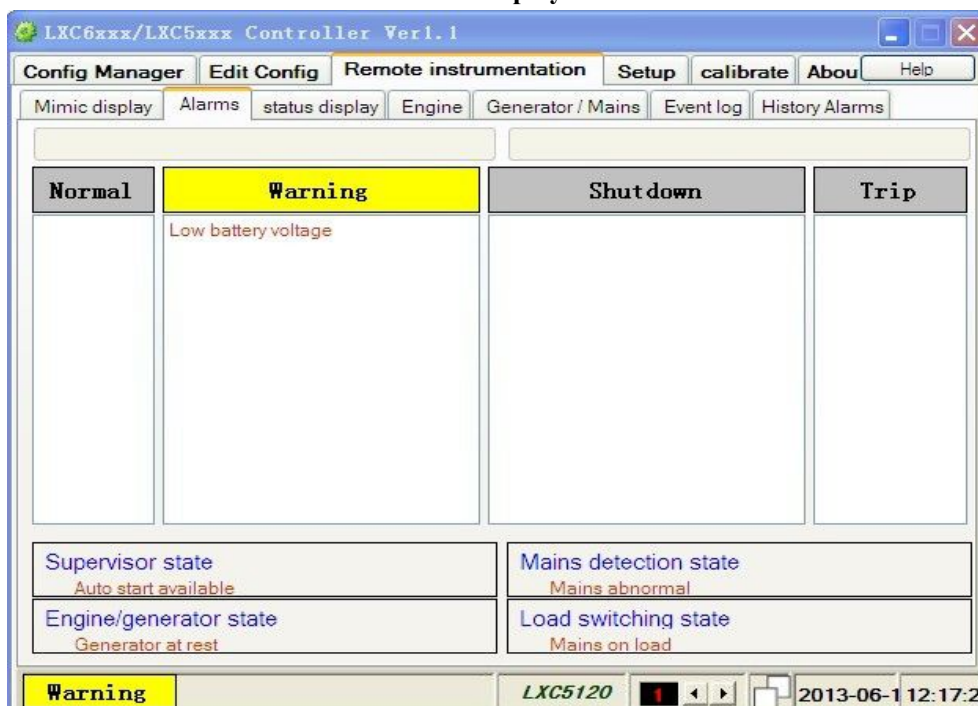 LXC6xxx/LXC5xxx Controller Ver1.1
Config Manager Edit Config Remote instrumentation Setup calibrate Abou Help
Mimic display Alarms status display Engine Generator / Mains Event log History Alarms
Normal Warning Shutdown Trip
Low battery voltage
Supervisor state Mains detection state
Auto start available Mains abnormal
Engine/generator state Load switching state
Generator at rest Mains on load
Warning LXC5120 1 2013-06-1 12:17:2